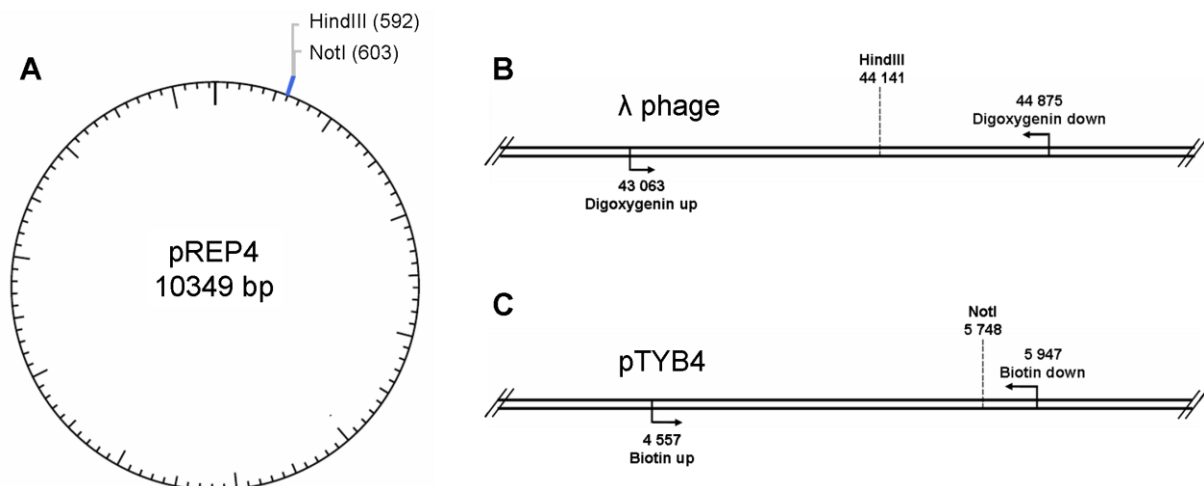 A
HindIII (592)
NotI (603)
pREP4
10349 bp
B
λ phage
HindIII
44 141
44 875
Digoxygenin down
43 063
Digoxygenin up
C
pTYB4
NotI
5 748
5 947
Biotin down
4 557
Biotin up